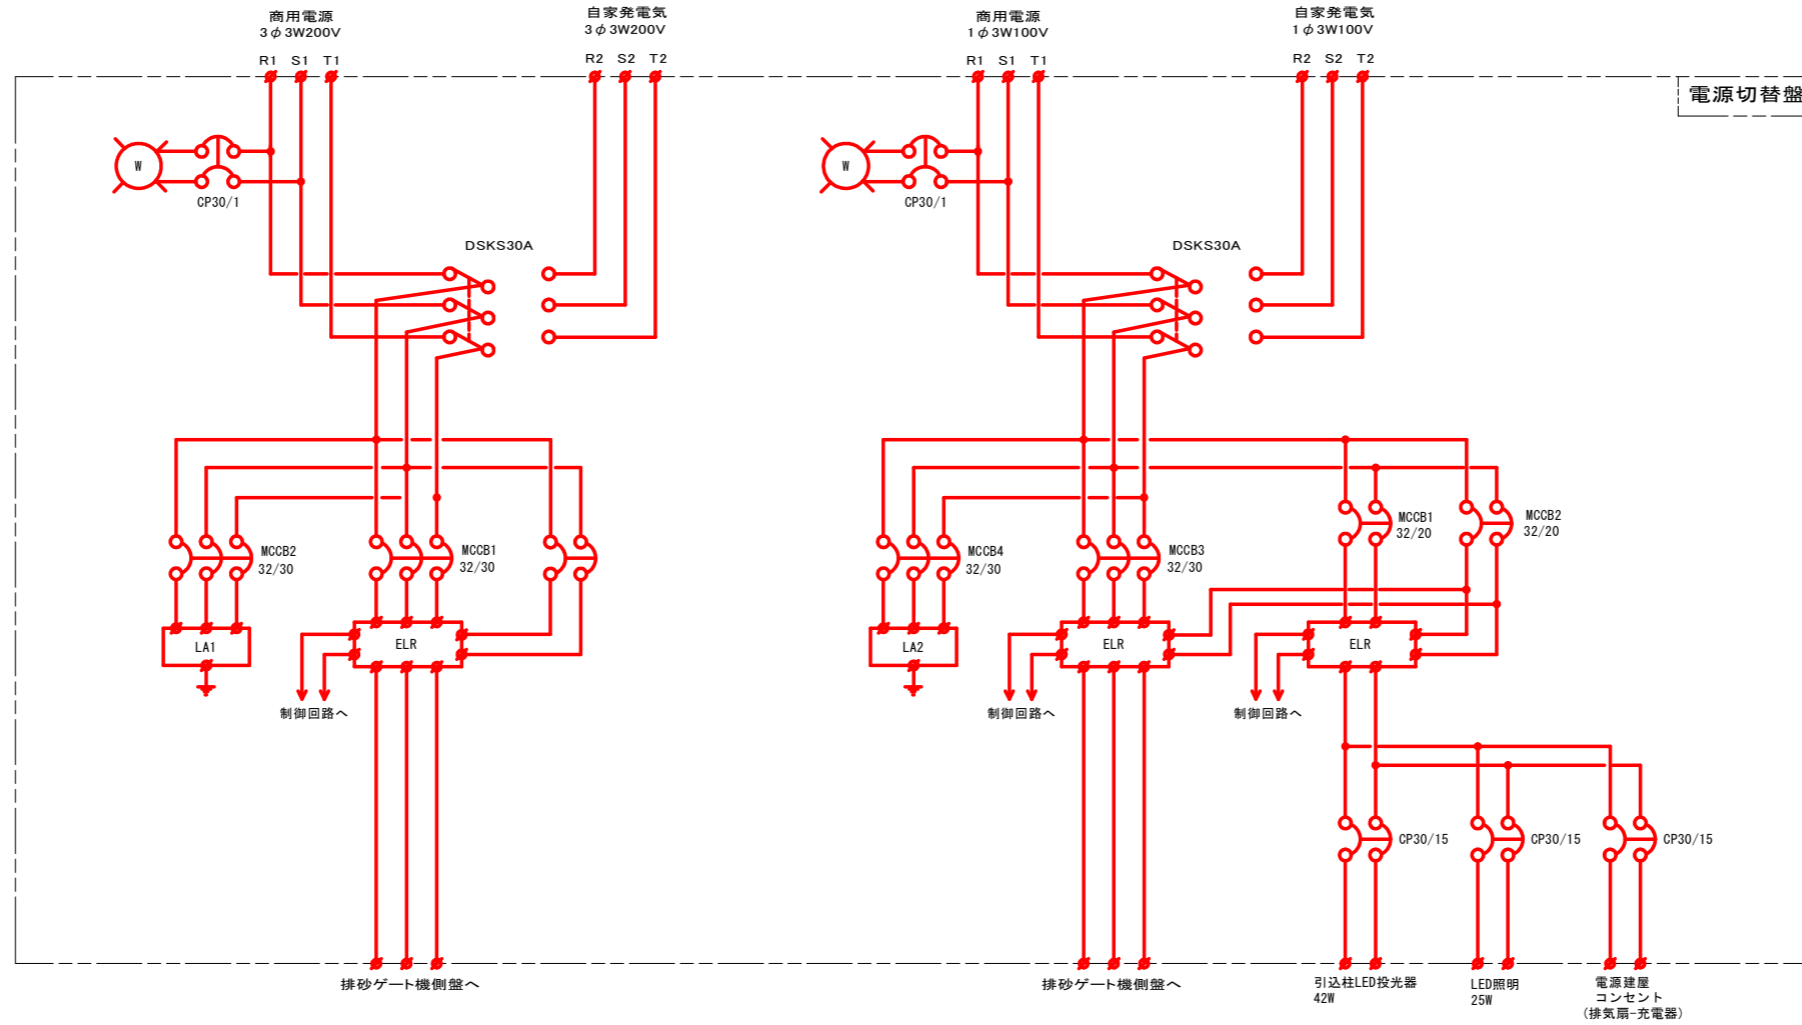 商用電源
3φ3W200V
R1 S1 T1
自家発電気
3φ3W200V
R2 S2 T2
商用電源
1φ3W100V
R1 S1 T1
自家発電気
1φ3W100V
R2 S2 T2
電源切替盤
W
CP30/1
W
CP30/1
DSKS30A
DSKS30A
MCCB2
32/30
MCCB1
32/30
MCCB4
32/30
MCCB3
32/30
MCCB1
32/20
MCCB2
32/20
LA1
ELR
LA2
ELR
ELR
制御回路へ
制御回路へ
制御回路へ
CP30/15
CP30/15
CP30/15
排砂ゲート機側盤へ
排砂ゲート機側盤へ
引込柱LED投光器
42W
LED照明
25W
電源建屋
コンセント
(排気扇-充電器)